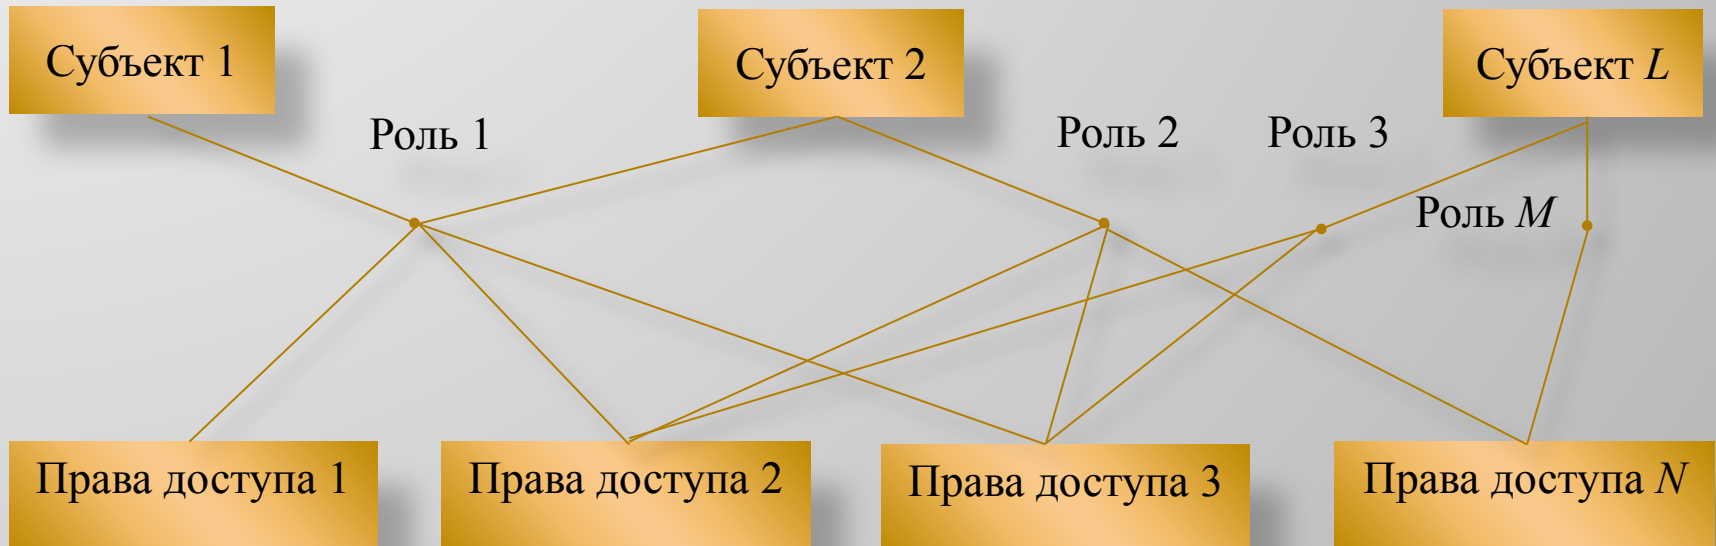 Субъект 1
Субъект 2
Субъект L
Роль 1
Роль 2
Роль 3
Роль M
Права доступа 1
Права доступа 2
Права доступа 3
Права доступа N